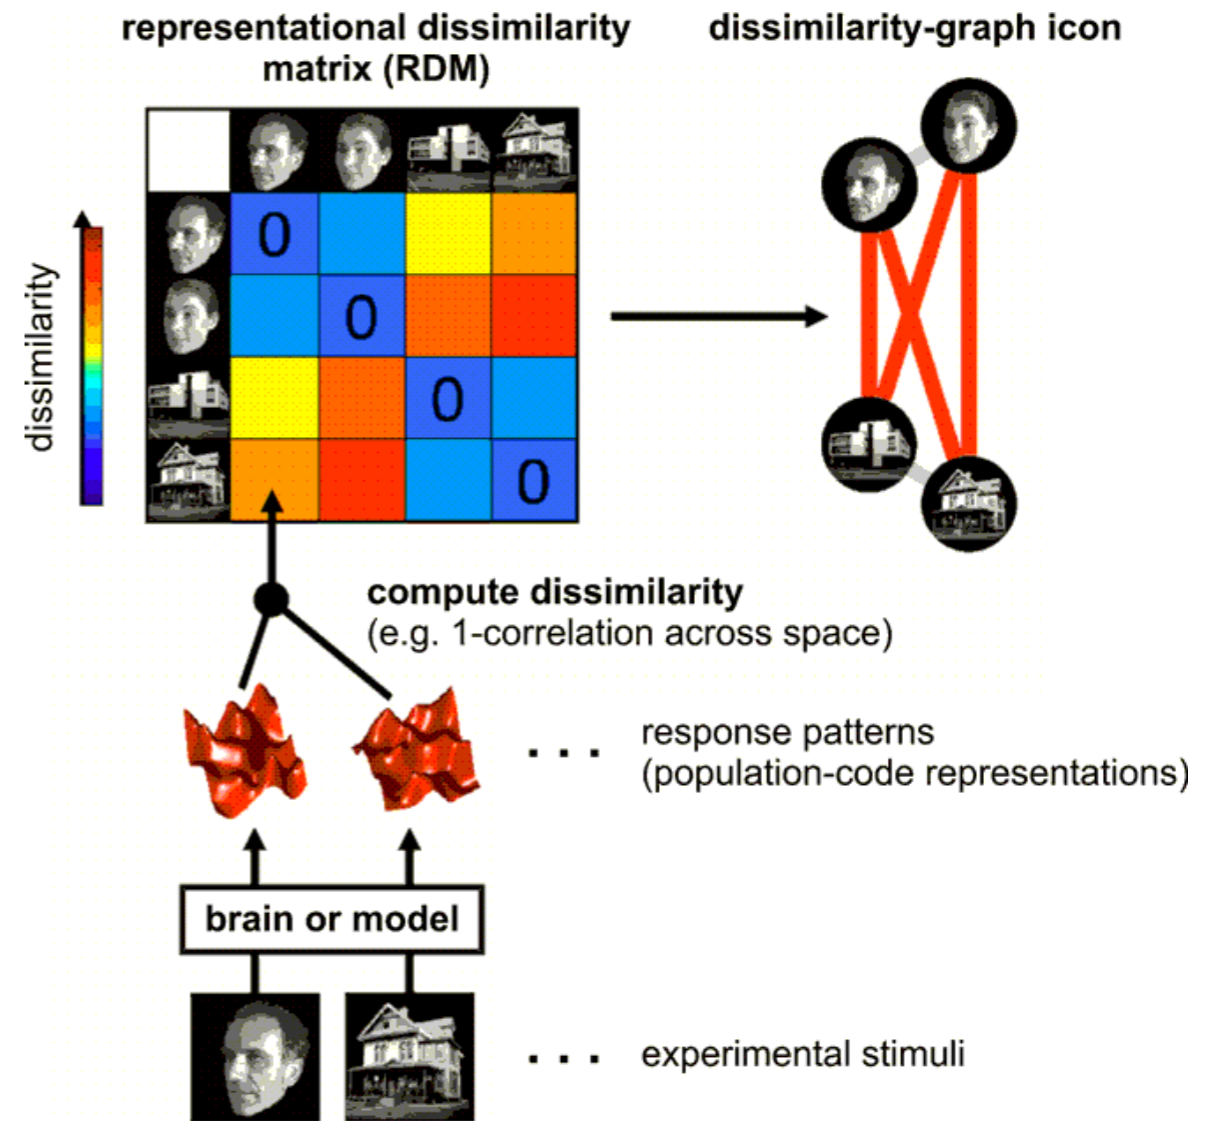 representational dissimilarity
matrix (RDM)
dissimilarity-graph icon
dissimilarity
0
0
0
0
compute dissimilarity
(e.g. 1-correlation across space)
. . .
response patterns
(population-code representations)
brain or model
. . .
experimental stimuli